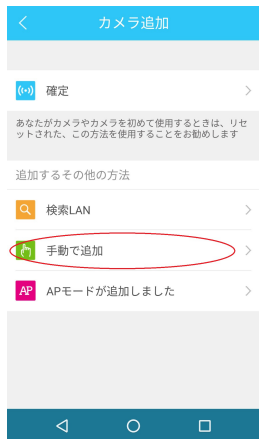 カメラ追加
確定
あなたがカメラやカメラを初めて使用するときは、リセ
ットされた、この方法を使用することをお勧めします
追加するその他の方法
検索LAN
手動で追加
AP APモードが追加しました